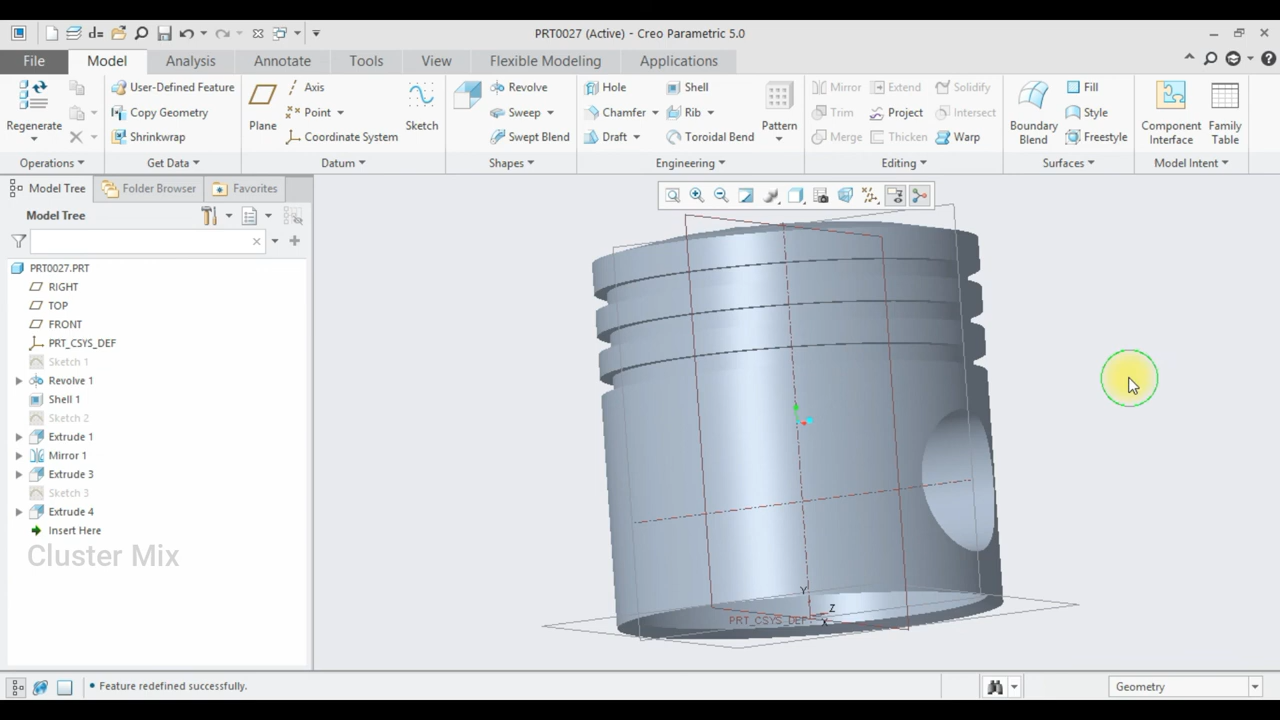 d=
PRT0027 (Active) - Creo Parametric 5.0
File Model Analysis Annotate Tools View Flexible Modeling Applications
Regenerate
User-Defined Feature
Copy Geometry
Shrinkwrap
Plane
Axis
Point
Coordinate System
Sketch
Revolve
Sweep
Swept Blend
Hole
Chamfer
Draft
Shell
Rib
Toroidal Bend
Pattern
Mirror
Trim
Merge
Extend
Project
Thicken
Solidify
Intersect
Warp
Boundary
Blend
Fill
Style
Freestyle
Component
Interface
Family
Table
Operations Get Data Datum Shapes Engineering Editing Surfaces Model Intent
Model Tree Folder Browser Favorites
Model Tree
PRT0027.PRT
RIGHT
TOP
FRONT
PRT_CSYS_DEF
Sketch 1
Revolve 1
Shell 1
Sketch 2
Extrude 1
Mirror 1
Extrude 3
Sketch 3
Extrude 4
Insert Here
Cluster Mix
Y
Z
PRT_CSYS_DEF
X
• Feature redefined successfully.
Geometry